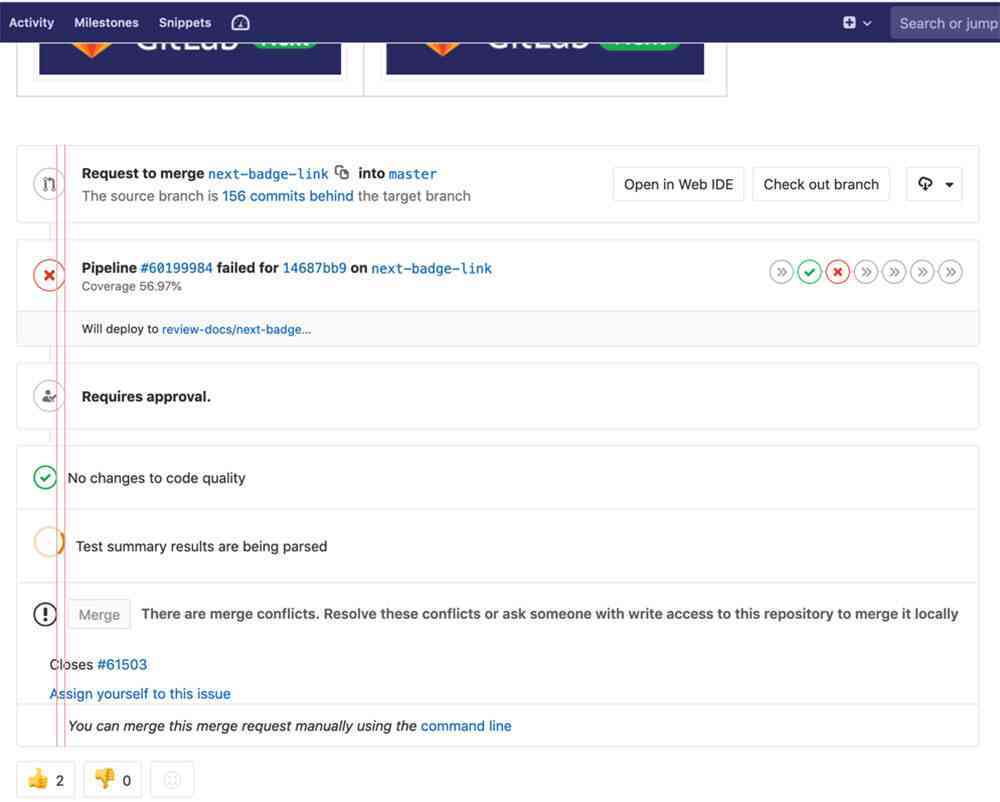 Activity Milestones Snippets Search or jump
GitLab Next GitLab Next
Request to merge next-badge-link into master
The source branch is 156 commits behind the target branch
Open in Web IDE Check out branch
Pipeline #60199984 failed for 14687bb9 on next-badge-link
Coverage 56.97%
Will deploy to review-docs/next-badge...
Requires approval.
No changes to code quality
Test summary results are being parsed
Merge There are merge conflicts. Resolve these conflicts or ask someone with write access to this repository to merge it locally
Closes #61503
Assign yourself to this issue
You can merge this merge request manually using the command line
2 0